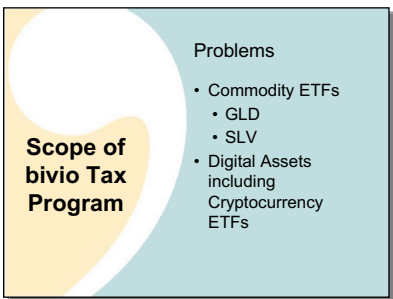 Scope of
bivio Tax
Program
Problems
• Commodity ETFs
• GLD
• SLV
• Digital Assets
including
Cryptocurrency
ETFs